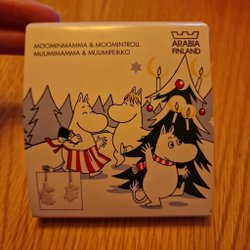 MOOMINMAMMA & MOOMINTROLL
MUUMIMAMMA & MUUMIPEIKKO
ARABIA
FINLAND